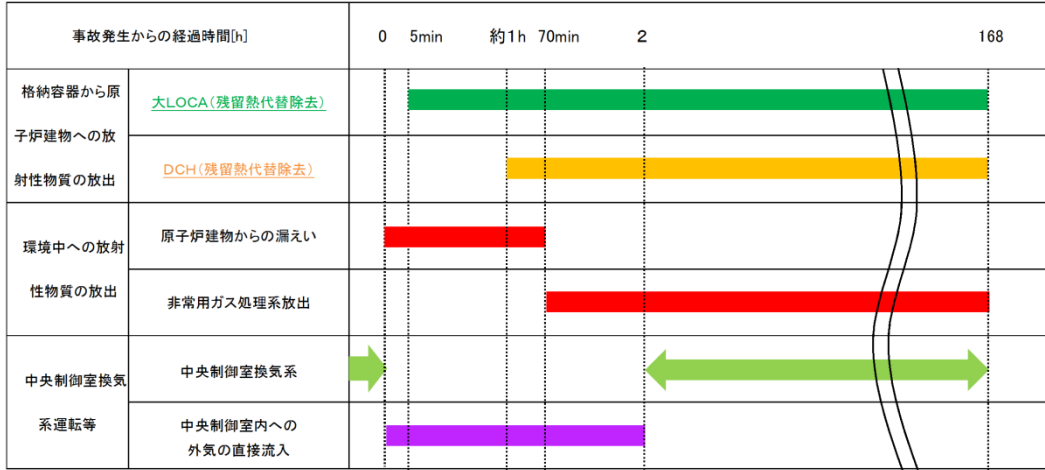 事故発生からの経過時間[h]
0 5min 約1h 70min 2 168
格納容器から原
子炉建物への放
射性物質の放出
大LOCA(残留熱代替除去)
DCH(残留熱代替除去)
環境中への放射
性物質の放出
原子炉建物からの漏えい
非常用ガス処理系放出
中央制御室換気
系運転等
中央制御室換気系
中央制御室内への
外気の直接流入